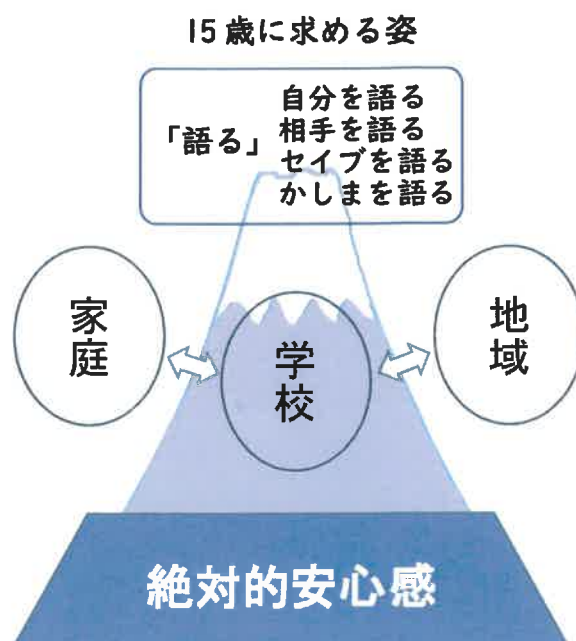 15歳に求める姿
「語る」
自分を語る
相手を語る
セイブを語る
かしまを語る
家庭
学校
地域
絶対的安心感